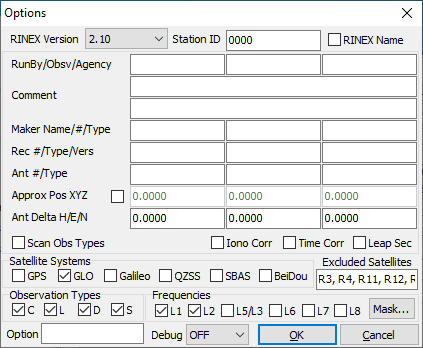 Options
RINEX Version 2.10 Station ID 0000 RINEX Name
RunBy/Obsv/Agency
Comment
Maker Name/#/Type
Rec #/Type/Vers
Ant #/Type
Approx Pos XYZ 0.0000 0.0000 0.0000
Ant Delta H/E/N 0.0000 0.0000 0.0000
Scan Obs Types Iono Corr Time Corr Leap Sec
Satellite Systems Excluded Satellites
GPS GLO Galileo QZSS SBAS BeiDou R3, R4, R11, R12, R
Observation Types Frequencies
C L D S L1 L2 L5/L3 L6 L7 L8 Mask...
Option Debug OFF OK Cancel